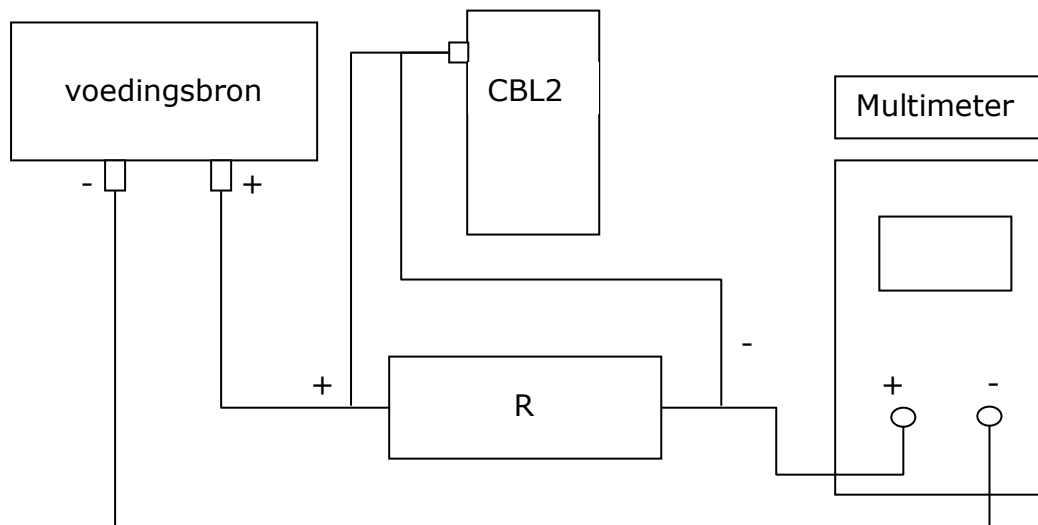 voedingsbron
CBL2
Multimeter
- +
-
+
R
+ -